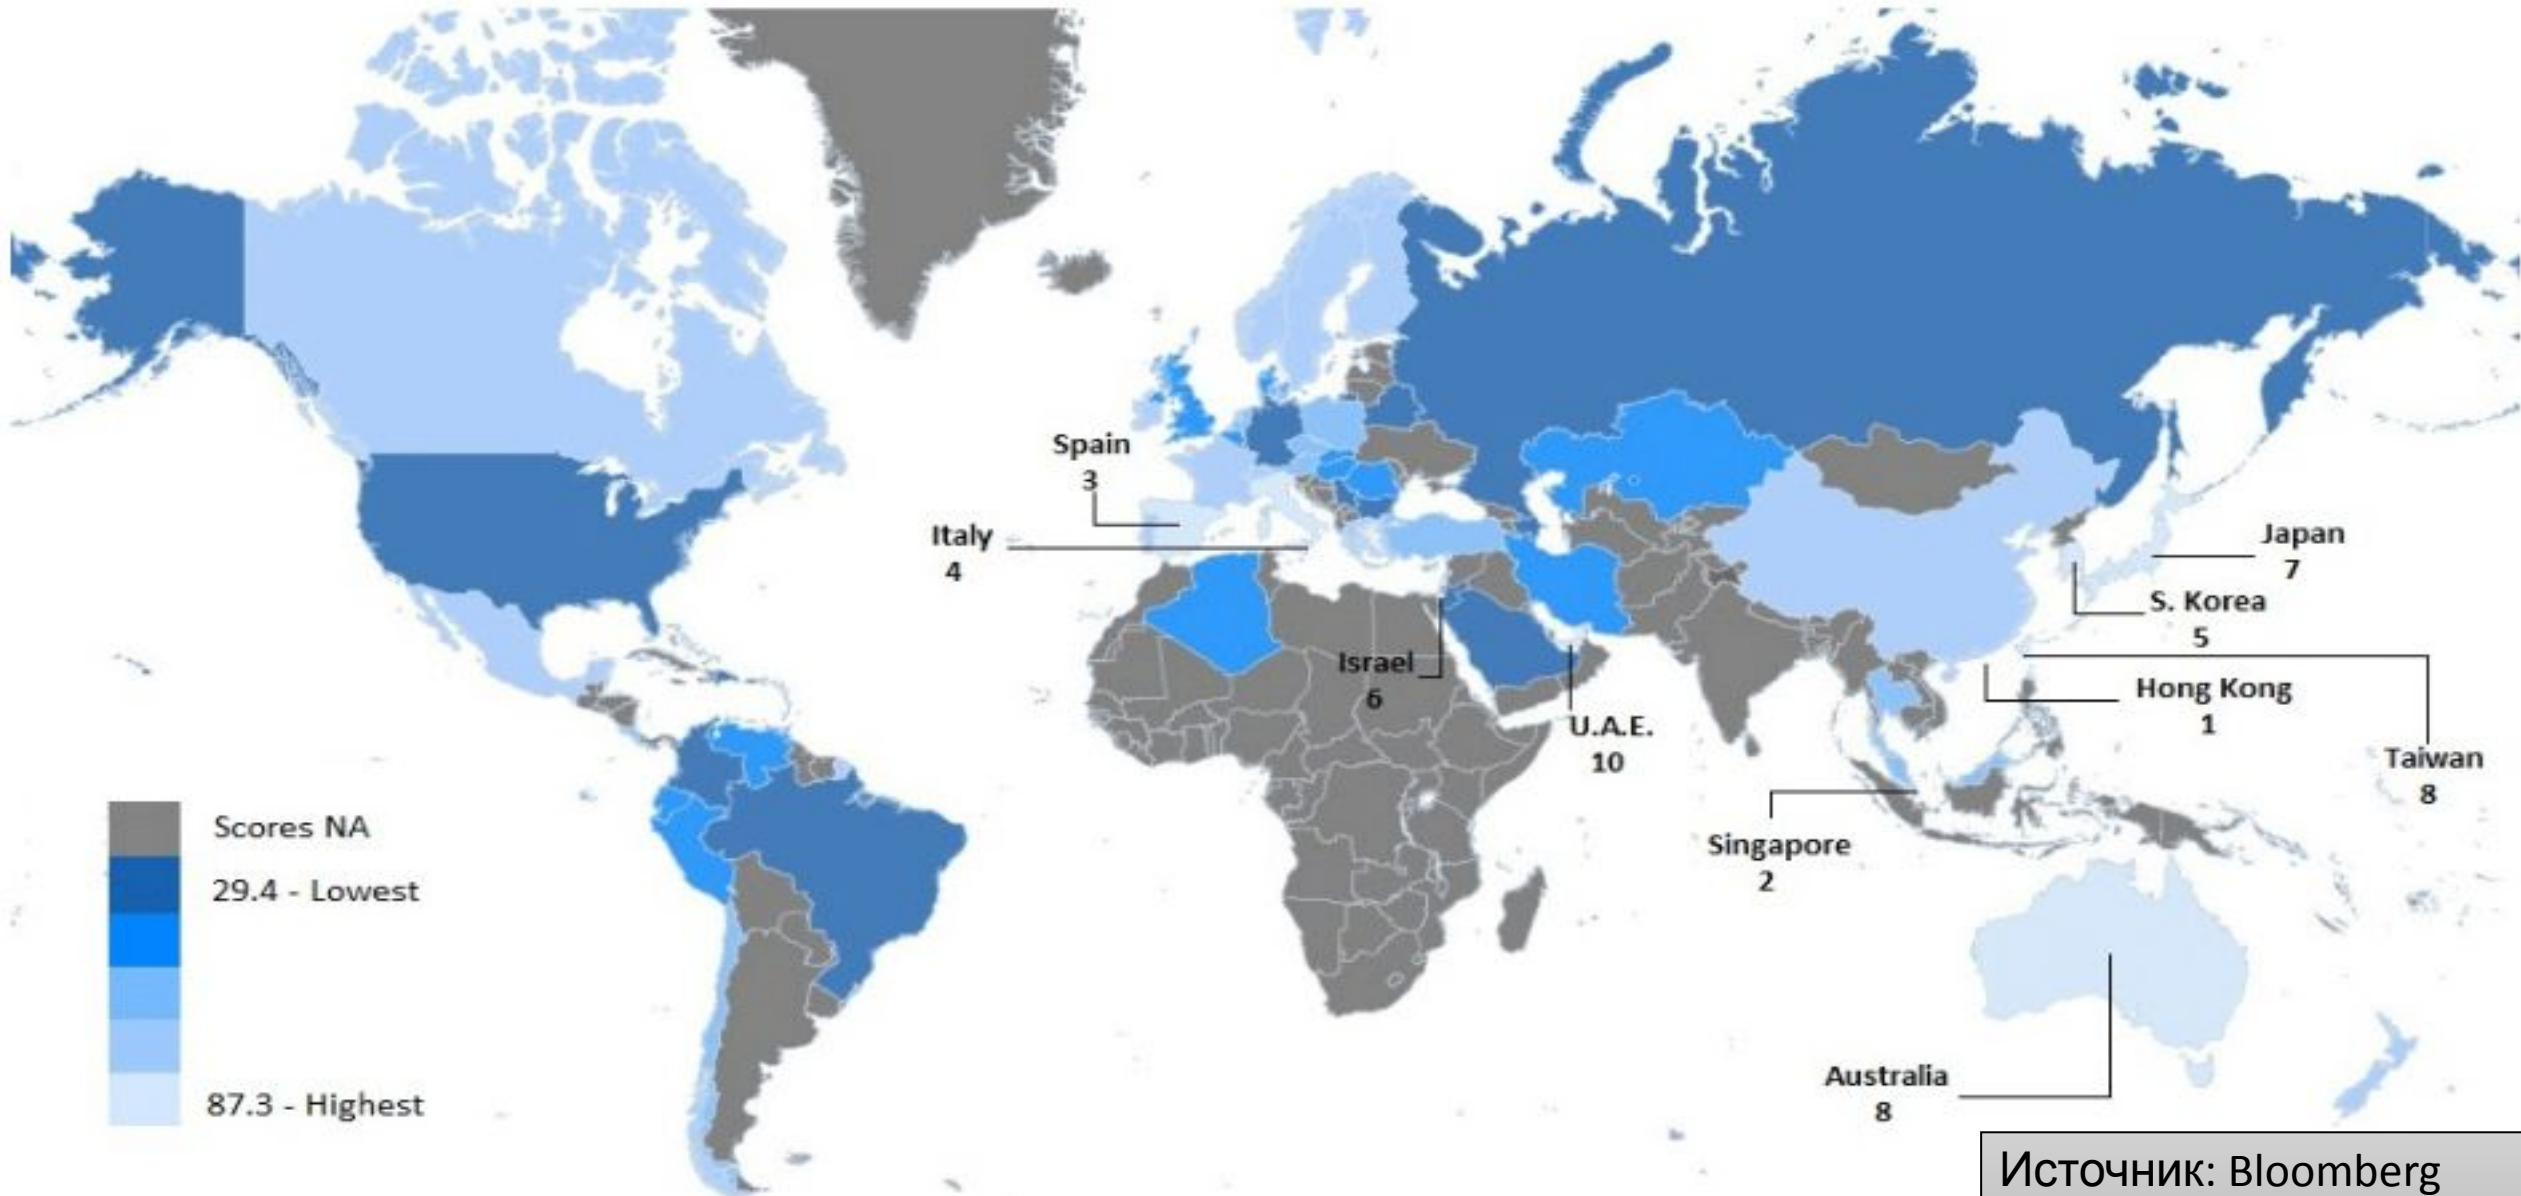 Spain
3
Italy
4
Japan
7
S. Korea
5
Israel
6
Hong Kong
1
U.A.E.
10
Taiwan
8
Scores NA
Singapore
2
29.4 - Lowest
Australia
8
87.3 - Highest
Источник: Bloomberg